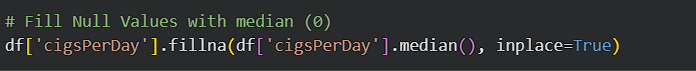 # Fill Null Values with median (0)
df['cigsPerDay'].fillna(df['cigsPerDay'].median(), inplace=True)